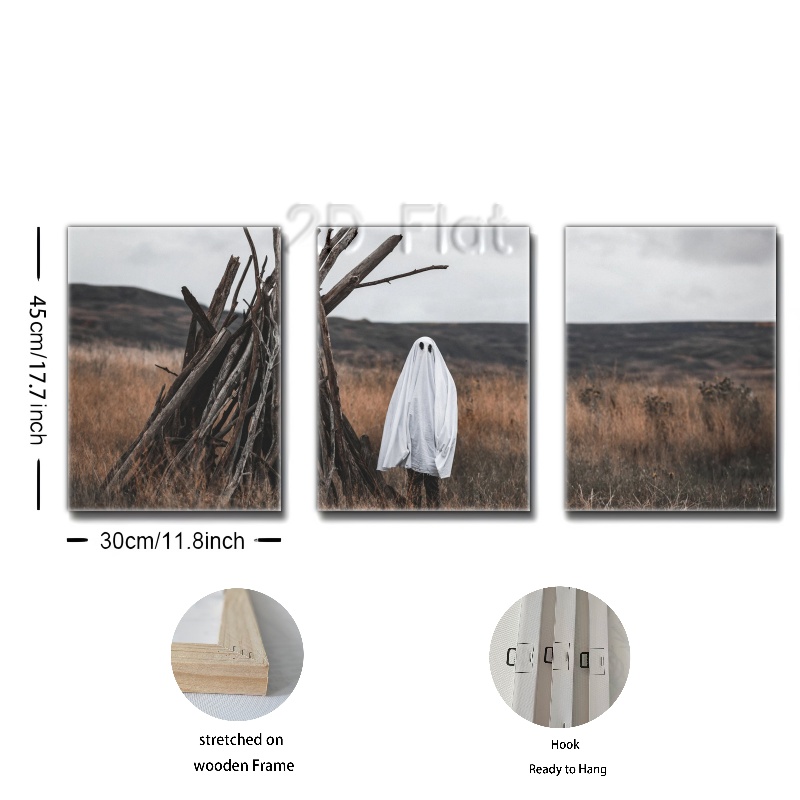 2D Flat
45cm/17.7inch
30cm/11.8inch
stretched on
wooden Frame
Hook
Ready to Hang